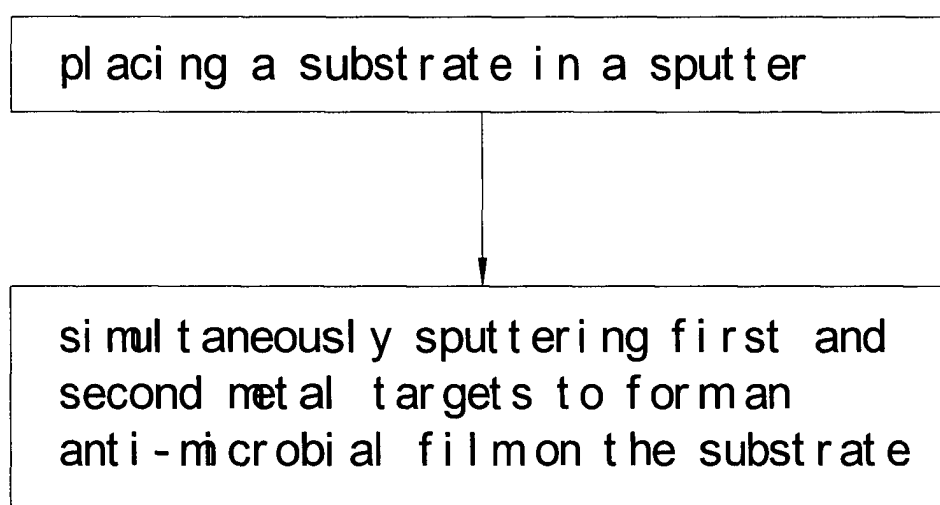 placing a substrate in a sputter
simultaneously sputtering first and
second metal targets to form an
anti-microbial film on the substrate